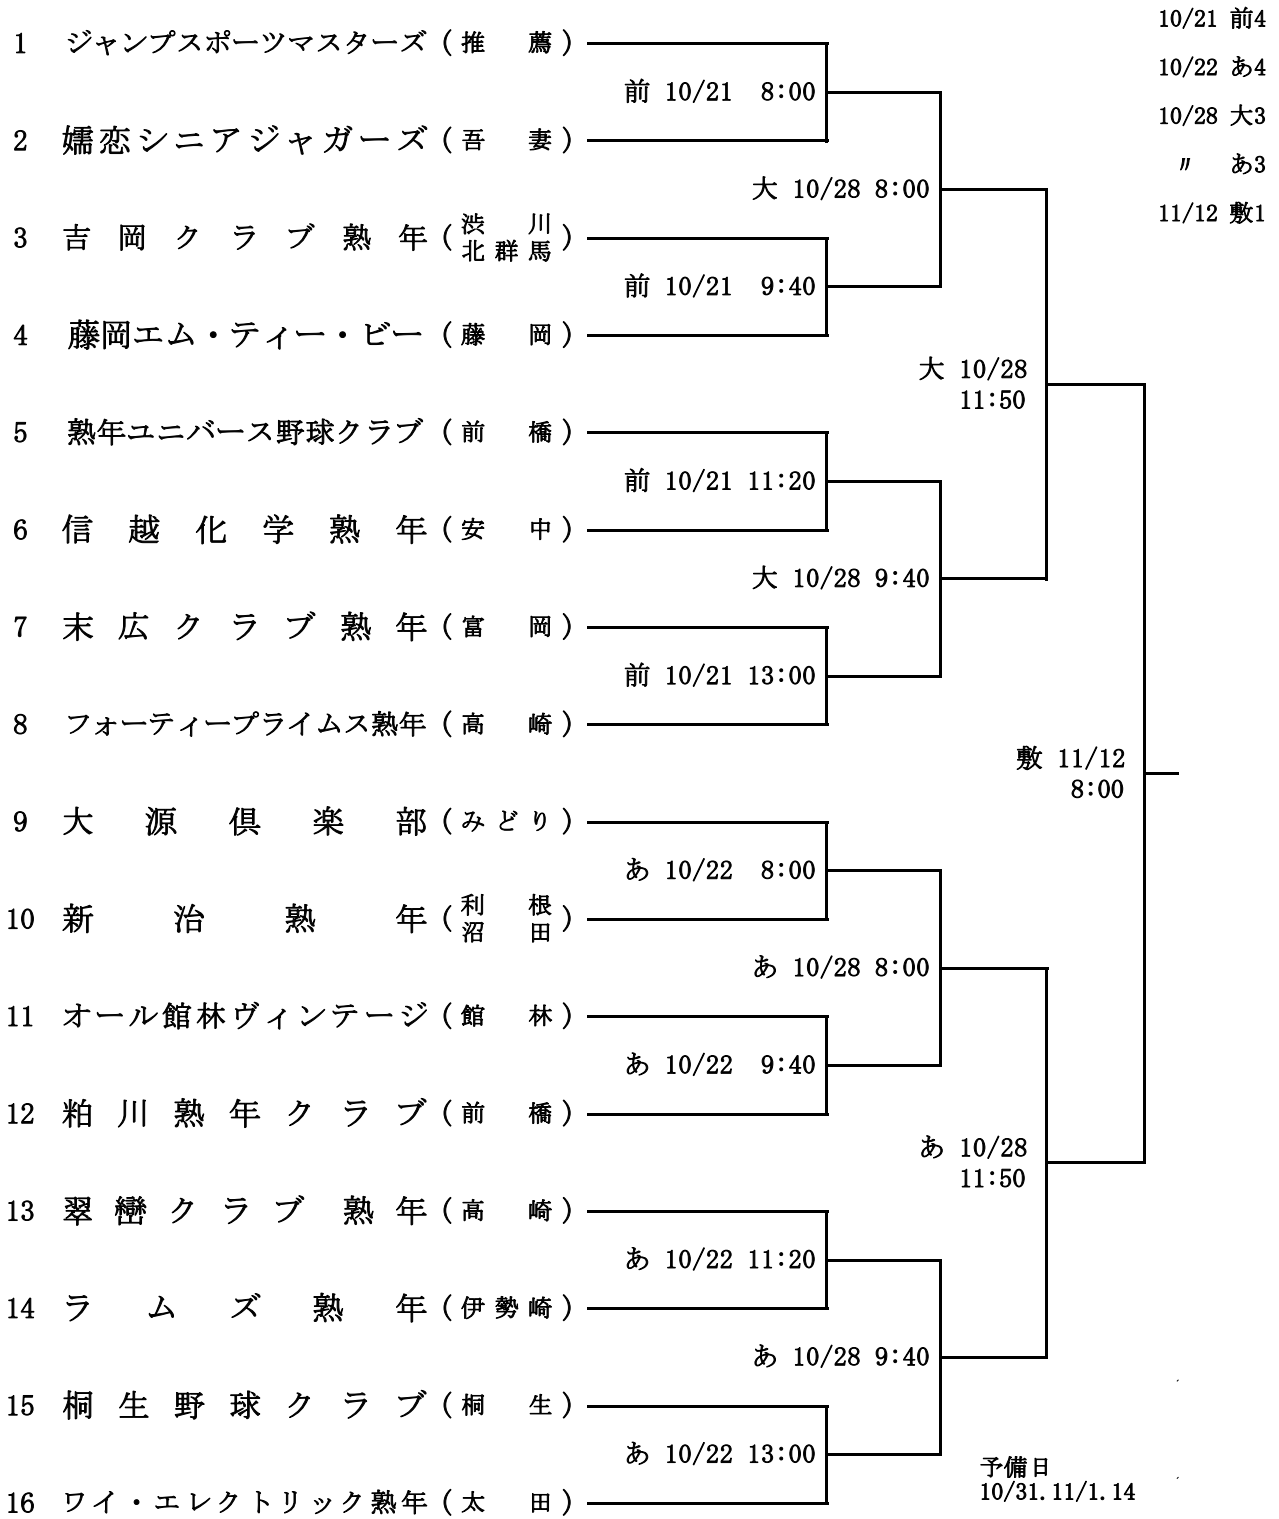 10/21 前4
10/22 あ4
10/28 大3
〃 あ3
11/12 敷1
1 ジャンプスポーツマスターズ (推薦)
前 10/21 8:00
2 嬬恋シニアジャガーズ (吾妻)
大 10/28 8:00
3 吉岡クラブ熟年 (渋川北群馬)
前 10/21 9:40
4 藤岡エム・ティー・ビー (藤岡)
大 10/28
11:50
5 熟年ユニバース野球クラブ (前橋)
前 10/21 11:20
6 信越化学熟年 (安中)
大 10/28 9:40
7 末広クラブ熟年 (富岡)
前 10/21 13:00
8 フォーティープライムス熟年 (高崎)
敷 11/12
8:00
9 大源倶楽部 (みどり)
あ 10/22 8:00
10 新治熟年 (利根沼田)
あ 10/28 8:00
11 オール館林ヴィンテージ (館林)
あ 10/22 9:40
12 粕川熟年クラブ (前橋)
あ 10/28
11:50
13 翠巒クラブ熟年 (高崎)
あ 10/22 11:20
14 ラムズ熟年 (伊勢崎)
あ 10/28 9:40
15 桐生野球クラブ (桐生)
あ 10/22 13:00
16 ワイ・エレクトリック熟年 (太田)
予備日
10/31.11/1.14